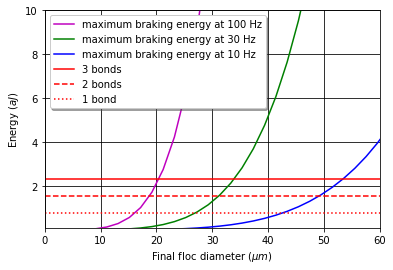 10
8
6
4
2
Energy (aJ)
maximum braking energy at 100 Hz
maximum braking energy at 30 Hz
maximum braking energy at 10 Hz
3 bonds
2 bonds
1 bond
0 10 20 30 40 50 60
Final floc diameter (μm)